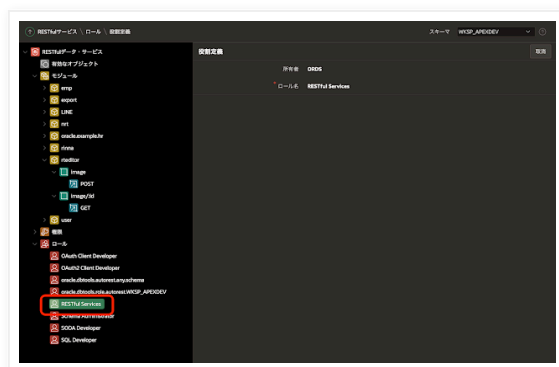 RESTfulサービス \ ロール \ 役割定義
スキーマ WKSP_APEXDEV
RESTfulデータ・サービス
有効なオブジェクト
モジュール
emp
export
LINE
nrt
oracle.example.hr
rinna
rteditor
image
POST
image/:id
GET
user
権限
ロール
OAuth Client Developer
OAuth2 Client Developer
oracle.dbtools.autorest.any.schema
oracle.dbtools.role.autorest.WKSP_APEXDEV
RESTful Services
Schema Administrator
SODA Developer
SQL Developer
役割定義
取消
所有者 ORDS
*ロール名 RESTful Services